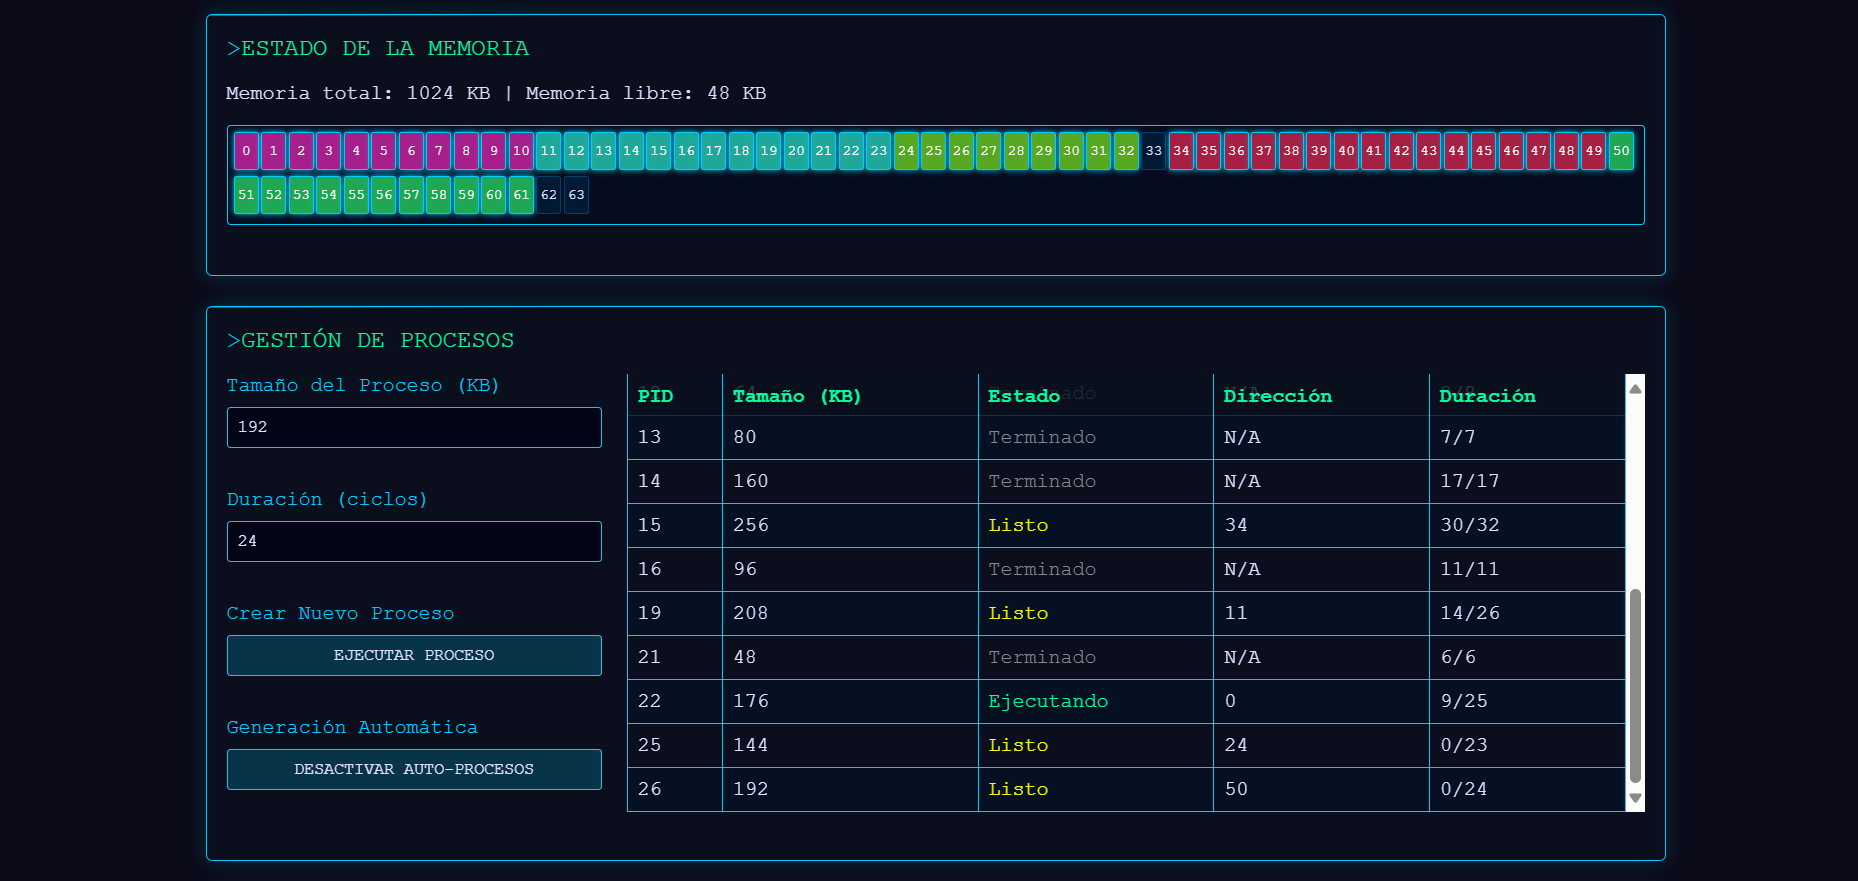 >ESTADO DE LA MEMORIA
Memoria total: 1024 KB | Memoria libre: 48 KB
0 1 2 3 4 5 6 7 8 9 10 11 12 13 14 15 16 17 18 19 20 21 22 23 24 25 26 27 28 29 30 31 32 33 34 35 36 37 38 39 40 41 42 43 44 45 46 47 48 49 50
51 52 53 54 55 56 57 58 59 60 61 62 63
>GESTIÓN DE PROCESOS
Tamaño del Proceso (KB)
192
Duración (ciclos)
24
Crear Nuevo Proceso
EJECUTAR PROCESO
Generación Automática
DESACTIVAR AUTO-PROCESOS
PID Tamaño (KB) Estado Dirección Duración
13 80 Terminado N/A 7/7
14 160 Terminado N/A 17/17
15 256 Listo 34 30/32
16 96 Terminado N/A 11/11
19 208 Listo 11 14/26
21 48 Terminado N/A 6/6
22 176 Ejecutando 0 9/25
25 144 Listo 24 0/23
26 192 Listo 50 0/24